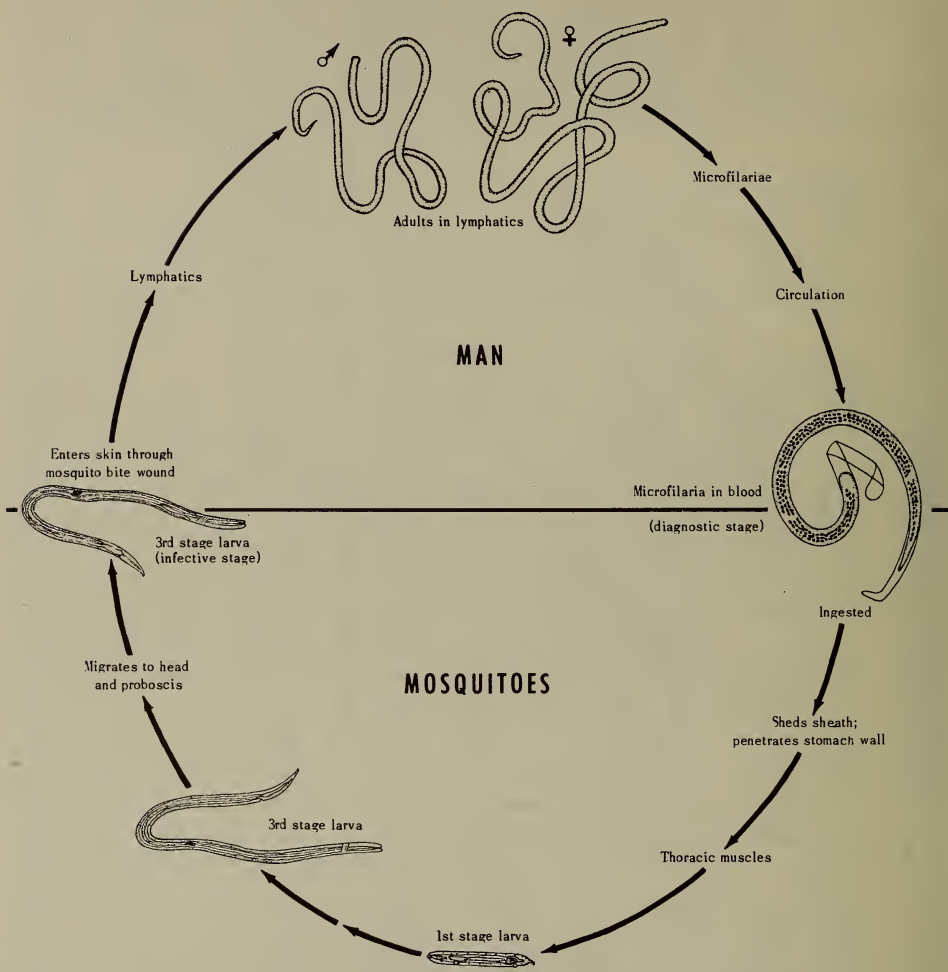 ♂
♀
Adults in lymphatics
Microfilariae
Circulation
Lymphatics
MAN
Enters skin through
mosquito bite wound
3rd stage larva
(infective stage)
Microfilaria in blood
(diagnostic stage)
Ingested
Migrates to head
and proboscis
MOSQUITOES
Sheds sheath;
penetrates stomach wall
3rd stage larva
Thoracic muscles
1st stage larva